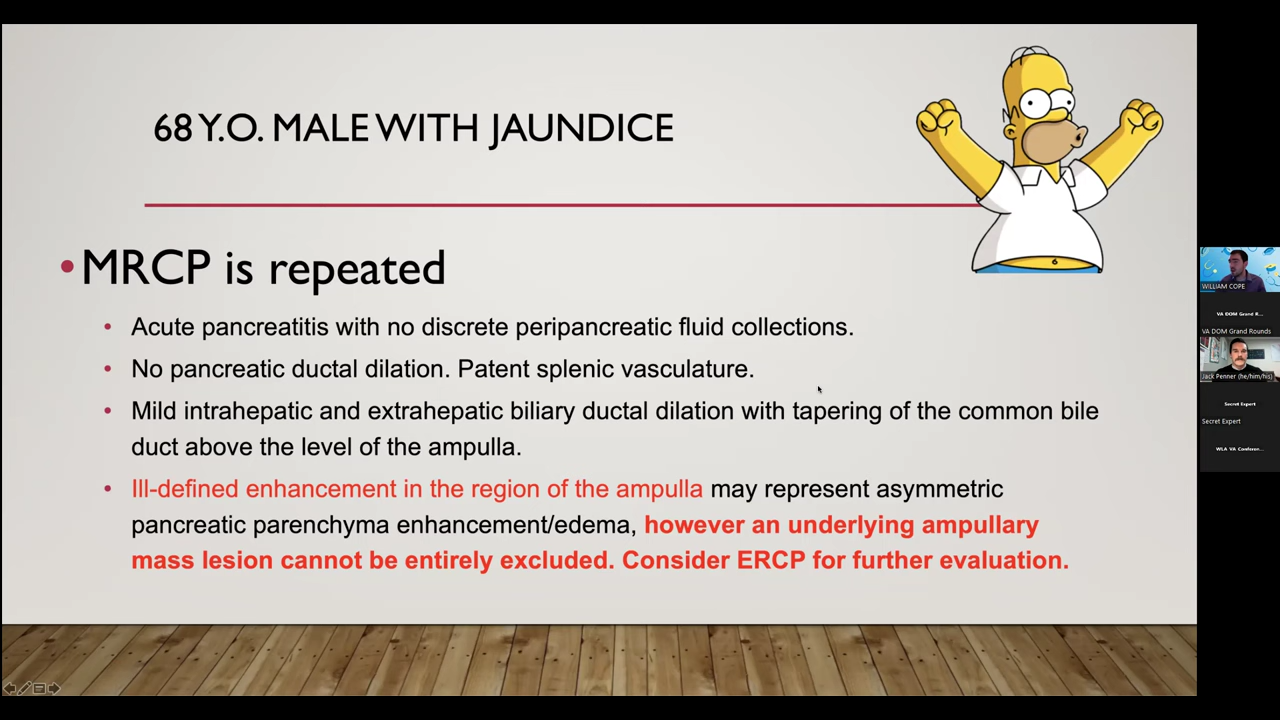 68 Y.O. MALE WITH JAUNDICE
•MRCP is repeated
• Acute pancreatitis with no discrete peripancreatic fluid collections.
• No pancreatic ductal dilation. Patent splenic vasculature.
• Mild intrahepatic and extrahepatic biliary ductal dilation with tapering of the common bile
duct above the level of the ampulla.
• Ill-defined enhancement in the region of the ampulla may represent asymmetric
pancreatic parenchyma enhancement/edema, however an underlying ampullary
mass lesion cannot be entirely excluded. Consider ERCP for further evaluation.
WILLIAM COPE
VA DOM Grand R...
VA DOM Grand Rounds
Jack Penner (he/him/his)
Secret Expert
Secret Expert
WLA VA Conferen...